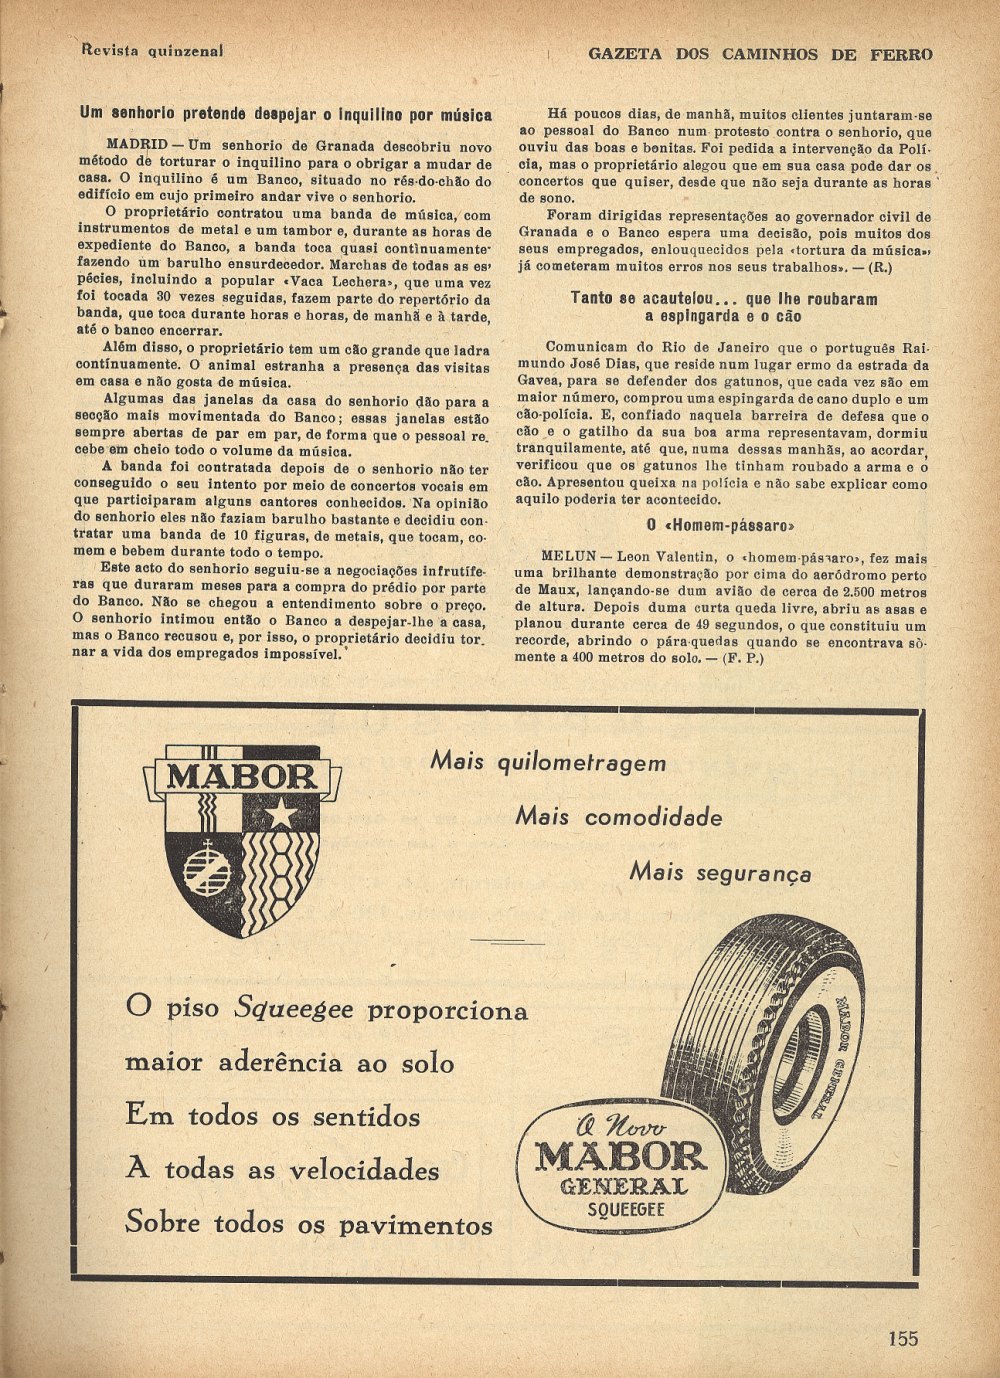 Revista quinzenal
GAZETA DOS CAMINHOS DE FERRO
Um senhorio pretende despejar o inquilino por música
MADRID — Um senhorio de Granada descobriu novo
método de torturar o inquilino para o obrigar a mudar de
casa. O inquilino é um Banco, situado no rés-do-chão do
edifício em cujo primeiro andar vive o senhorio.
O proprietário contratou uma banda de música, com
instrumentos de metal e um tambor e, durante as horas de
expediente do Banco, a banda toca quasi contìnuamente-
fazendo um barulho ensurdecedor. Marchas de todas as es'
pécies, incluindo a popular «Vaca Lechera», que uma vez
foi tocada 30 vezes seguidas, fazem parte do repertório da
banda, que toca durante horas e horas, de manhã e à tarde,
até o banco encerrar.
Além disso, o proprietário tem um cão grande que ladra
contìnuamente. O animal estranha a presença das visitas
em casa e não gosta de música.
Algumas das janelas da casa do senhorio dão para a
secção mais movimentada do Banco; essas janelas estão
sempre abertas de par em par, de forma que o pessoal re.
cebe em cheio todo o volume da música.
A banda foi contratada depois de o senhorio não ter
conseguido o seu intento por meio de concertos vocais em
que participaram alguns cantores conhecidos. Na opinião
do senhorio eles não faziam barulho bastante e decidiu con-
tratar uma banda de 10 figuras, de metais, que tocam, co-
mem e bebem durante todo o tempo.
Este acto do senhorio seguiu-se a negociações infrutífe-
ras que duraram meses para a compra do prédio por parte
do Banco. Não se chegou a entendimento sobre o preço.
O senhorio intimou então o Banco a despejar-lhe a casa,
mas o Banco recusou e, por isso, o proprietário decidiu tor.
nar a vida dos empregados impossível.
Há poucos dias, de manhã, muitos clientes juntaram-se
ao pessoal do Banco num protesto contra o senhorio, que
ouviu das boas e bonitas. Foi pedida a intervenção da Polí-
cia, mas o proprietário alegou que em sua casa pode dar os
concertos que quiser, desde que não seja durante as horas
de sono.
Foram dirigidas representações ao governador civil de
Granada e o Banco espera uma decisão, pois muitos dos
seus empregados, enlouquecidos pela «tortura da música»,
já cometeram muitos erros nos seus trabalhos». — (R.)
Tanto se acautelou... que lhe roubaram
a espingarda e o cão
Comunicam do Rio de Janeiro que o português Rai-
mundo José Dias, que reside num lugar ermo da estrada da
Gavea, para se defender dos gatunos, que cada vez são em
maior número, comprou uma espingarda de cano duplo e um
cão-polícia. E, confiado naquela barreira de defesa que o
cão e o gatilho da sua boa arma representavam, dormiu
tranquilamente, até que, numa dessas manhãs, ao acordar,
verificou que os gatunos lhe tinham roubado a arma e o
cão. Apresentou queixa na polícia e não sabe explicar como
aquilo poderia ter acontecido.
O «Homem-pássaro»
MELUN — Leon Valentin, o «homem-pássaro», fez mais
uma brilhante demonstração por cima do aeródromo perto
de Maux, lançando-se dum avião de cerca de 2.500 metros
de altura. Depois duma curta queda livre, abriu as asas e
planou durante cerca de 49 segundos, o que constituiu um
recorde, abrindo o pára-quedas quando se encontrava sò-
mente a 400 metros do solo. — (F. P.)
MABOR
Mais quilometragem
Mais comodidade
Mais segurança
O piso Squeegee proporciona
maior aderência ao solo
Em todos os sentidos
A todas as velocidades
Sobre todos os pavimentos
MABOR GENERAL
O Novo
MABOR
GENERAL
SQUEEGEE
155